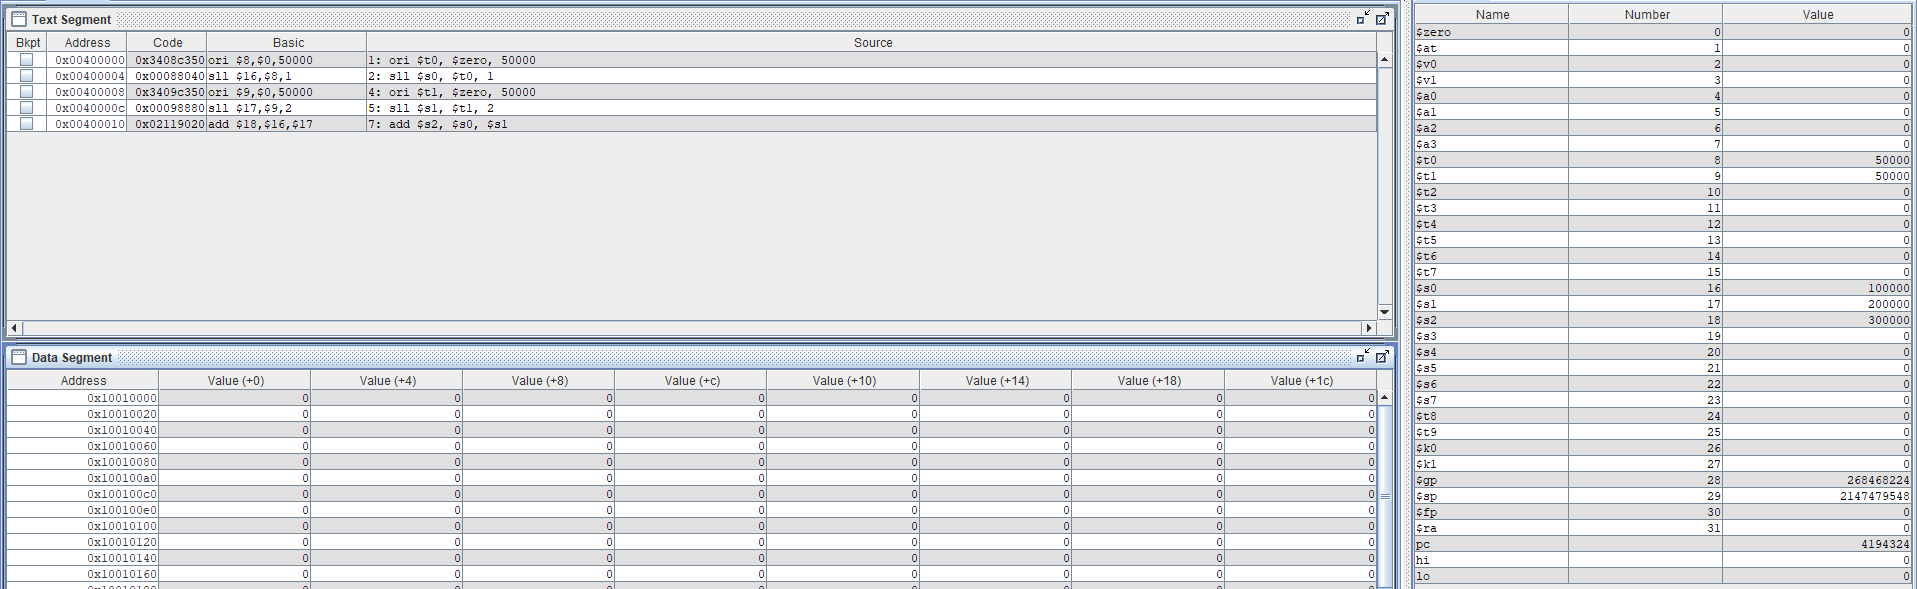 Text Segment
Bkpt Address Code Basic Source
0x00400000 0x3408c350 ori $8,$0,50000 1: ori $t0, $zero, 50000
0x00400004 0x00088040 sll $16,$8,1 2: sll $s0, $t0, 1
0x00400008 0x3409c350 ori $9,$0,50000 4: ori $t1, $zero, 50000
0x0040000c 0x00098880 sll $17,$9,2 5: sll $s1, $t1, 2
0x00400010 0x02119020 add $18,$16,$17 7: add $s2, $s0, $s1
Data Segment
Address Value (+0) Value (+4) Value (+8) Value (+c) Value (+10) Value (+14) Value (+18) Value (+1c)
0x10010000 0 0 0 0 0 0 0 0
0x10010020 0 0 0 0 0 0 0 0
0x10010040 0 0 0 0 0 0 0 0
0x10010060 0 0 0 0 0 0 0 0
0x10010080 0 0 0 0 0 0 0 0
0x100100a0 0 0 0 0 0 0 0 0
0x100100c0 0 0 0 0 0 0 0 0
0x100100e0 0 0 0 0 0 0 0 0
0x10010100 0 0 0 0 0 0 0 0
0x10010120 0 0 0 0 0 0 0 0
0x10010140 0 0 0 0 0 0 0 0
0x10010160 0 0 0 0 0 0 0 0
Name Number Value
$zero 0 0
$at 1 0
$v0 2 0
$v1 3 0
$a0 4 0
$a1 5 0
$a2 6 0
$a3 7 0
$t0 8 50000
$t1 9 50000
$t2 10 0
$t3 11 0
$t4 12 0
$t5 13 0
$t6 14 0
$t7 15 0
$s0 16 100000
$s1 17 200000
$s2 18 300000
$s3 19 0
$s4 20 0
$s5 21 0
$s6 22 0
$s7 23 0
$t8 24 0
$t9 25 0
$k0 26 0
$k1 27 0
$gp 28 268468224
$sp 29 2147479548
$fp 30 0
$ra 31 0
pc 4194324
hi 0
lo 0